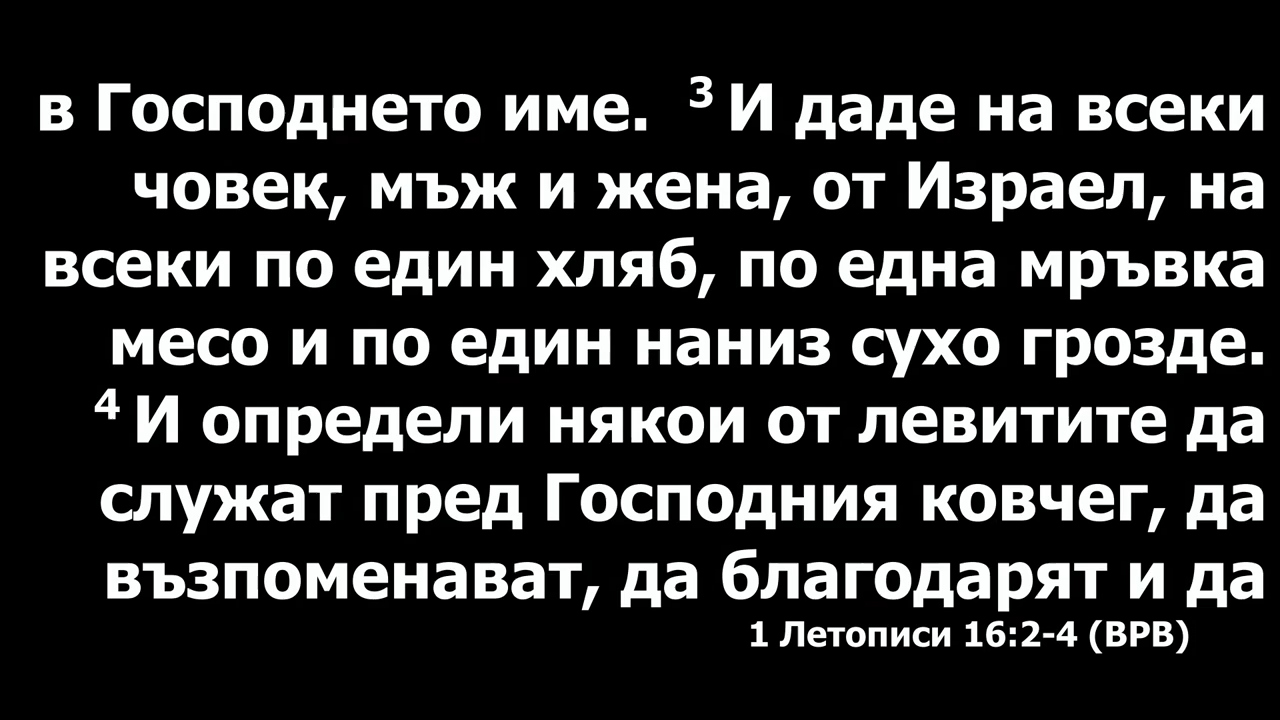 в Господнето име. 3 И даде на всеки
човек, мъж и жена, от Израел, на
всеки по един хляб, по една мръвка
месо и по един наниз сухо грозде.
4 И определи някои от левитите да
служат пред Господния ковчег, да
възпоменават, да благодарят и да
1 Летописи 16:2-4 (ВРВ)